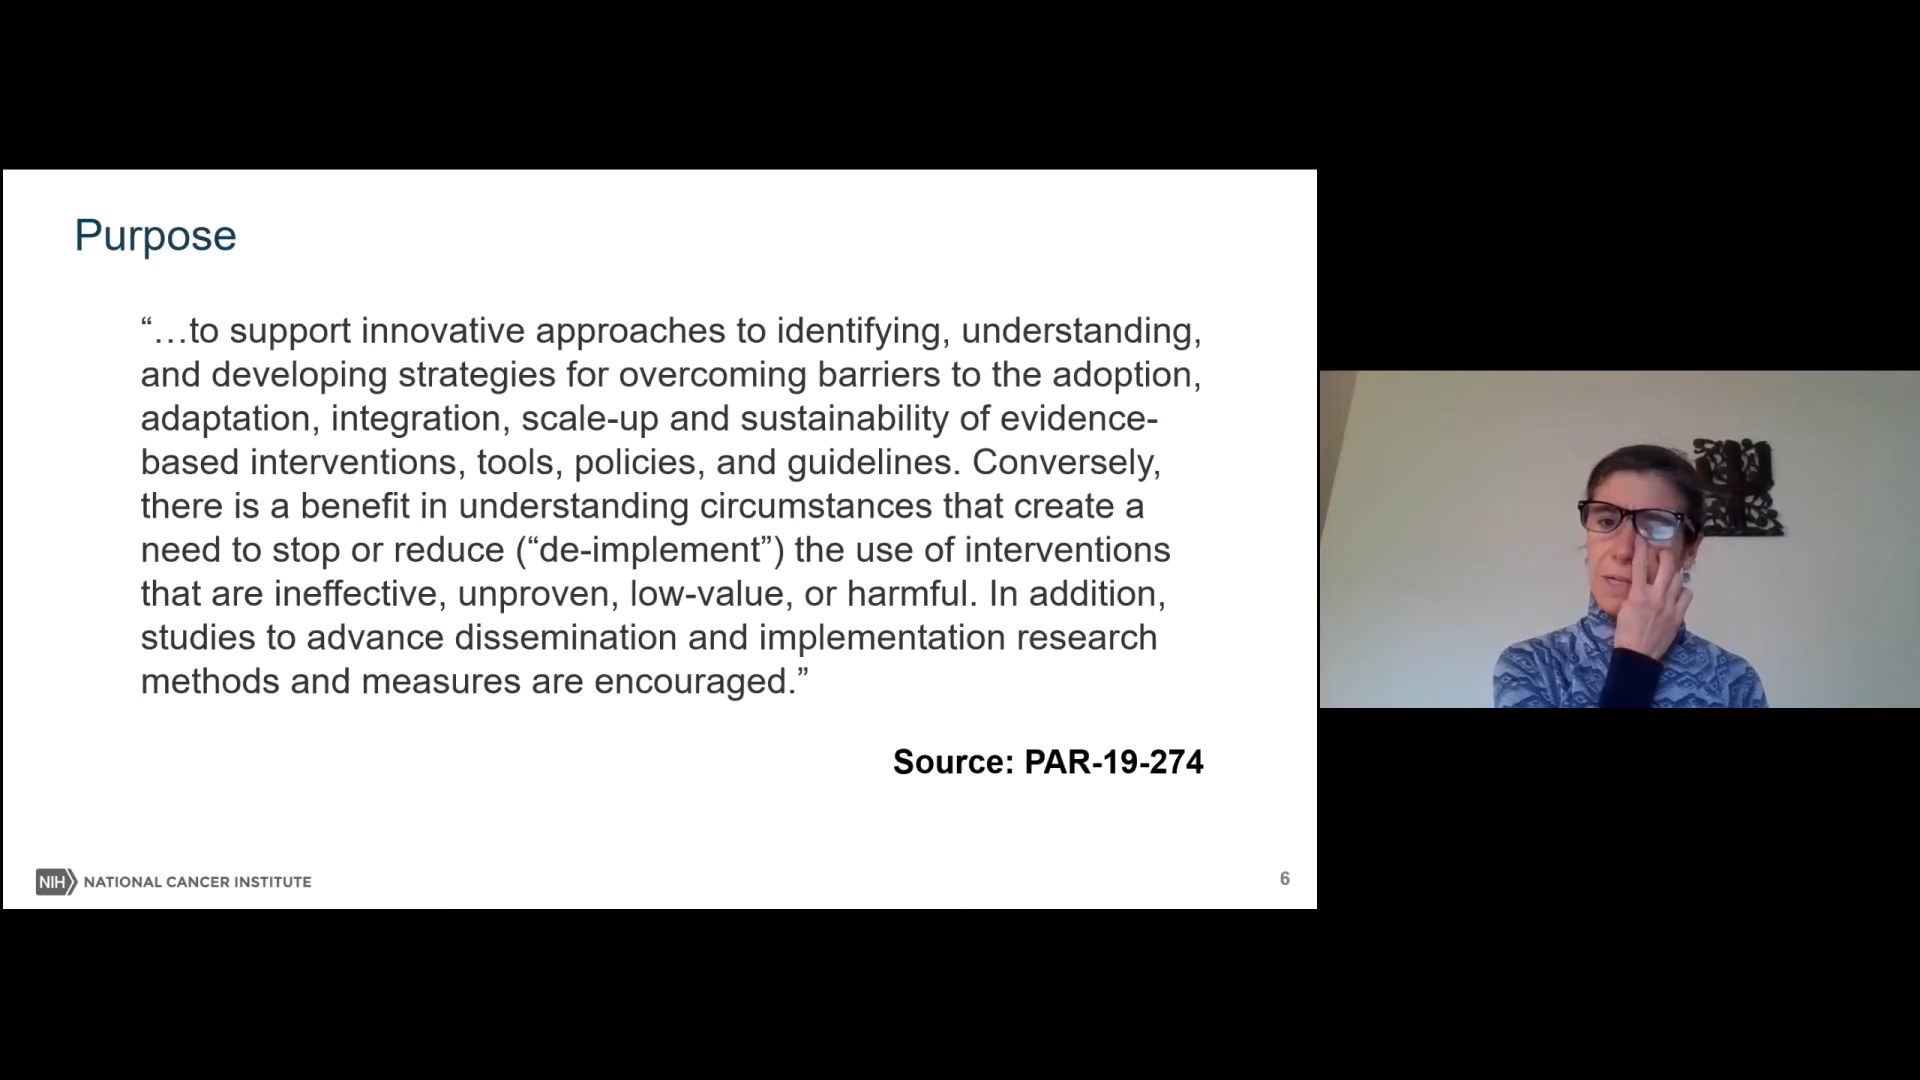 Purpose
“…to support innovative approaches to identifying, understanding,
and developing strategies for overcoming barriers to the adoption,
adaptation, integration, scale-up and sustainability of evidence-
based interventions, tools, policies, and guidelines. Conversely,
there is a benefit in understanding circumstances that create a
need to stop or reduce (“de-implement”) the use of interventions
that are ineffective, unproven, low-value, or harmful. In addition,
studies to advance dissemination and implementation research
methods and measures are encouraged.”
Source: PAR-19-274
NIH NATIONAL CANCER INSTITUTE
6